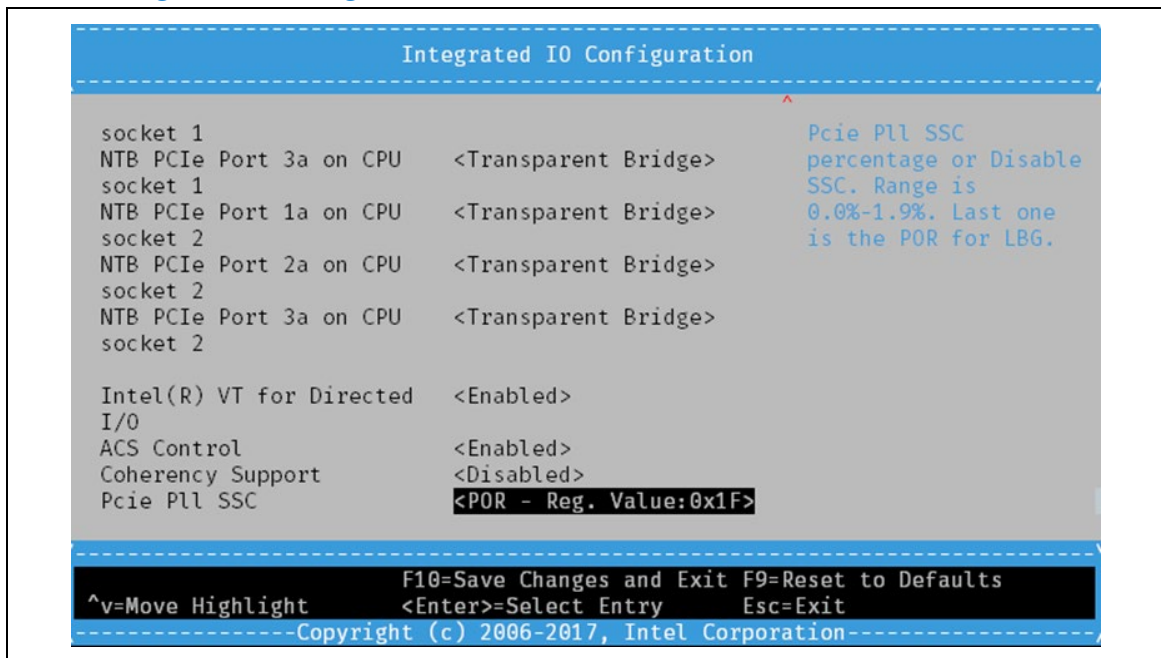 Integrated IO Configuration
^
socket 1
NTB PCIe Port 3a on CPU <Transparent Bridge>
socket 1
NTB PCIe Port 1a on CPU <Transparent Bridge>
socket 2
NTB PCIe Port 2a on CPU <Transparent Bridge>
socket 2
NTB PCIe Port 3a on CPU <Transparent Bridge>
socket 2
Intel(R) VT for Directed <Enabled>
I/O
ACS Control <Enabled>
Coherency Support <Disabled>
Pcie Pll SSC <POR - Reg. Value:0x1F>
Pcie Pll SSC
percentage or Disable
SSC. Range is
0.0%-1.9%. Last one
is the POR for LBG.
F10=Save Changes and Exit F9=Reset to Defaults
^v=Move Highlight <Enter>=Select Entry Esc=Exit
Copyright (c) 2006-2017, Intel Corporation